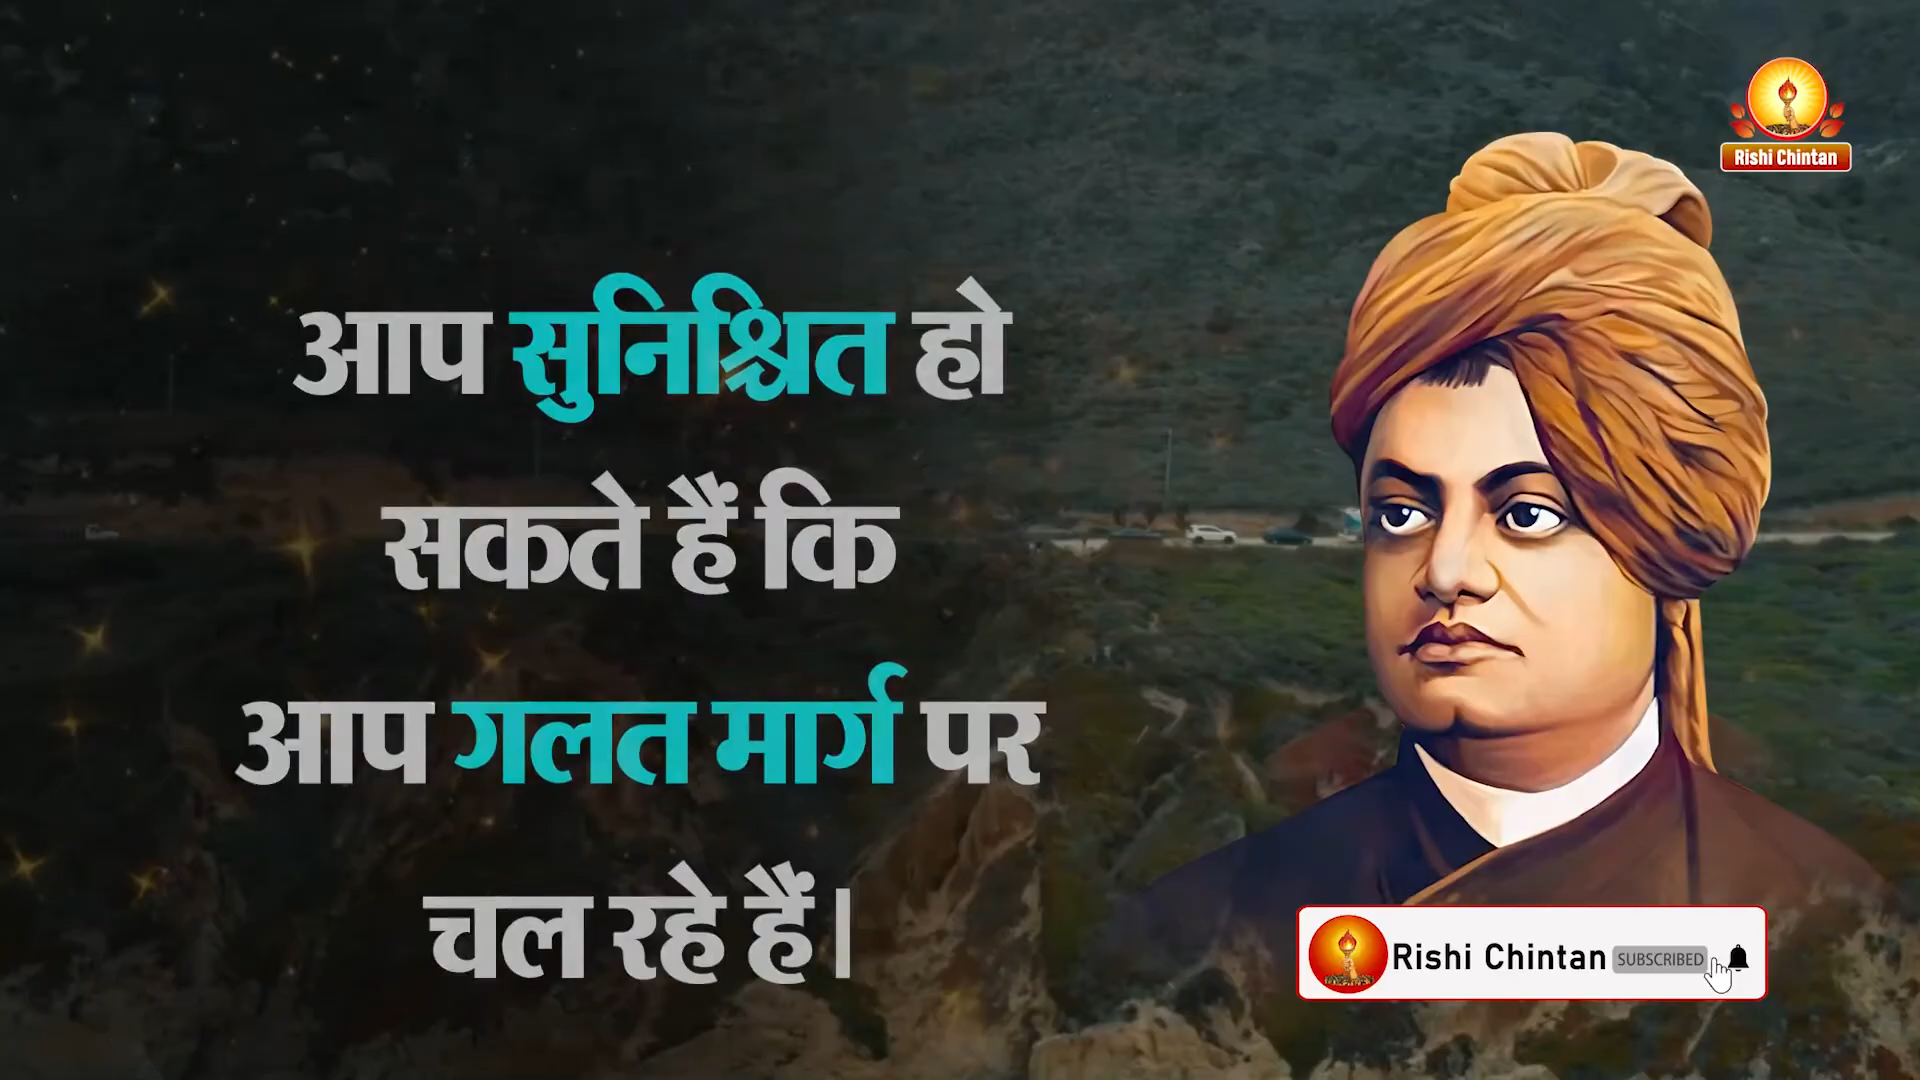 Rishi Chintan
आप सुनिश्चित हो
सकते हैं कि
आप गलत मार्ग पर
चल रहे हैं।
Rishi Chintan SUBSCRIBED